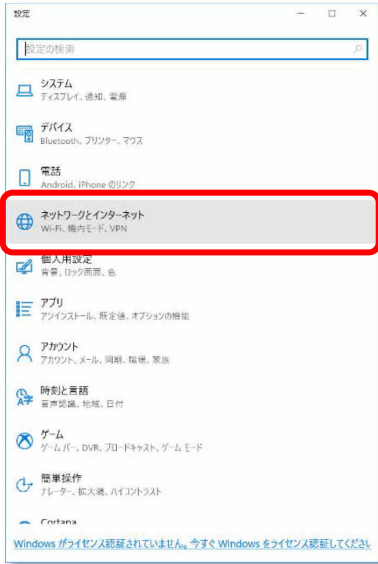 設定
設定の検索
システム
ディスプレイ、通知、電源
デバイス
Bluetooth、プリンター、マウス
電話
Android、iPhone のリンク
ネットワークとインターネット
Wi-Fi、機内モード、VPN
個人用設定
背景、ロック画面、色
アプリ
アンインストール、既定値、オプションの機能
アカウント
アカウント、メール、同期、職場、家族
時刻と言語
音声認識、地域、日付
ゲーム
ゲーム バー、DVR、ブロードキャスト、ゲーム モード
簡単操作
ナレーター、拡大鏡、ハイコントラスト
Cortana
Windows がライセンス認証されていません。今すぐ Windows をライセンス認証してくださ